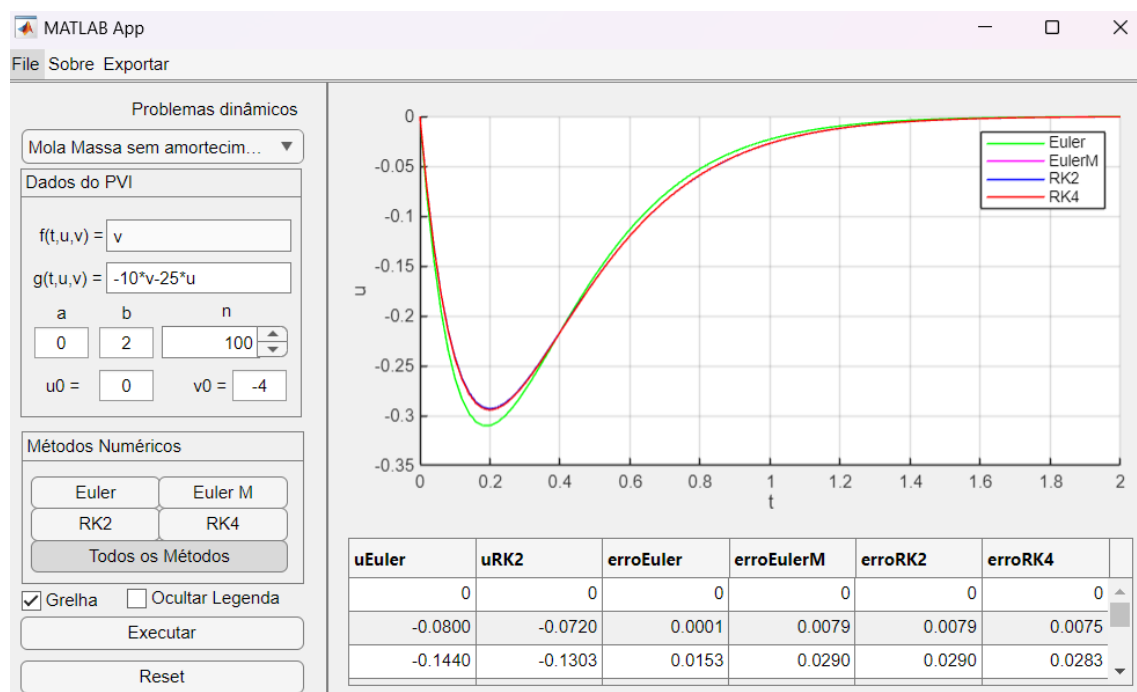 MATLAB App
File Sobre Exportar
Problemas dinâmicos
Mola Massa sem amortecim...
Dados do PVI
f(t,u,v) = v
g(t,u,v) = -10*v-25*u
a b n
0 2 100
u0 = 0 v0 = -4
Métodos Numéricos
Euler Euler M
RK2 RK4
Todos os Métodos
Grelha Ocultar Legenda
Executar
Reset
0
-0.05
-0.1
-0.15
-0.2
-0.25
-0.3
-0.35
u
0 0.2 0.4 0.6 0.8 1 1.2 1.4 1.6 1.8 2
t
Euler
EulerM
RK2
RK4
uEuler uRK2 erroEuler erroEulerM erroRK2 erroRK4
0 0 0 0 0 0
-0.0800 -0.0720 0.0001 0.0079 0.0079 0.0075
-0.1440 -0.1303 0.0153 0.0290 0.0290 0.0283